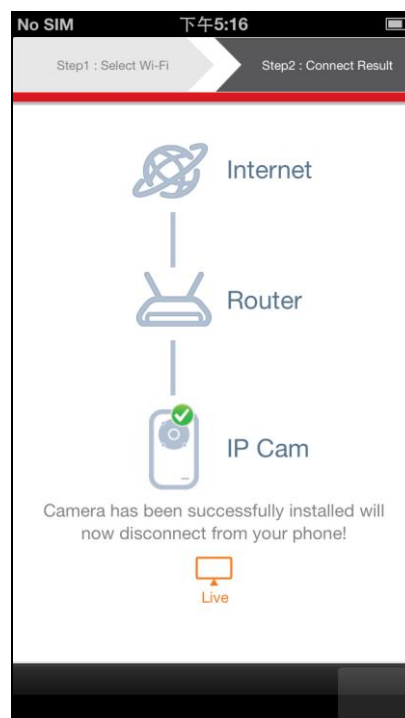 No SIM 下午5:16
Step1 : Select Wi-Fi Step2 : Connect Result
Internet
Router
IP Cam
Camera has been successfully installed will
now disconnect from your phone!
Live